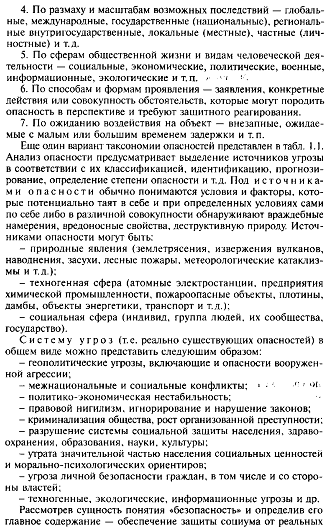 4. По размаху и масштабам возможных последствий — глобаль-
ные, международные, государственные (национальные), региональ-
ные внутригосударственные, локальные (местные), частные (лич-
ностные) и т.д.
5. По сферам общественной жизни и видам человеческой дея-
тельности — социальные, экономические, политические, военные,
информационные, экологические и т.п.
6. По способам и формам проявления — заявления, конкретные
действия или совокупность обстоятельств, которые могут породить
опасность в перспективе и требуют защитного реагирования.
7. По ожиданию воздействия на объект — внезапные, ожидае-
мые с малым или большим временем задержки и т.п.
Еще один вариант таксономии опасностей представлен в табл. 1.1.
Анализ опасности предусматривает выделение источников угрозы
в соответствии с их классификацией, идентификацию, прогнози-
рование, определение степени опасности и т.д. Под источника-
ми опасности обычно понимаются условия и факторы, кото-
рые потенциально таят в себе и при определенных условиях сами
по себе либо в различной совокупности обнаруживают враждебные
намерения, вредоносные свойства, деструктивную природу. Источ-
никами опасности могут быть:
– природные явления (землетрясения, извержения вулканов,
наводнения, засухи, лесные пожары, метеорологические катаклиз-
мы и т.д.);
– техногенная сфера (атомные электростанции, предприятия
химической промышленности, пожароопасные объекты, плотины,
дамбы, объекты энергетики, транспорт и т.д.);
– социальная сфера (индивид, группа людей, их сообщества,
государство).
Систему угроз (т.е. реально существующих опасностей) в
общем виде можно представить следующим образом:
– геополитические угрозы, включающие и опасности вооружен-
ной агрессии;
– межнациональные и социальные конфликты;
– политико-экономическая нестабильность;
– правовой нигилизм, игнорирование и нарушение законов;
– криминализация общества, рост организованной преступности;
– разрушение системы социальной защиты населения, здраво-
охранения, образования, науки, культуры;
– утрата значительной частью населения социальных ценностей
и морально-психологических ориентиров;
– угроза личной безопасности граждан, в том числе и со сторо-
ны властей;
– техногенные, экологические, информационные угрозы и др.
Рассмотрев сущность понятия «безопасность» и определив его
главное содержание — обеспечение защиты социума от реальных